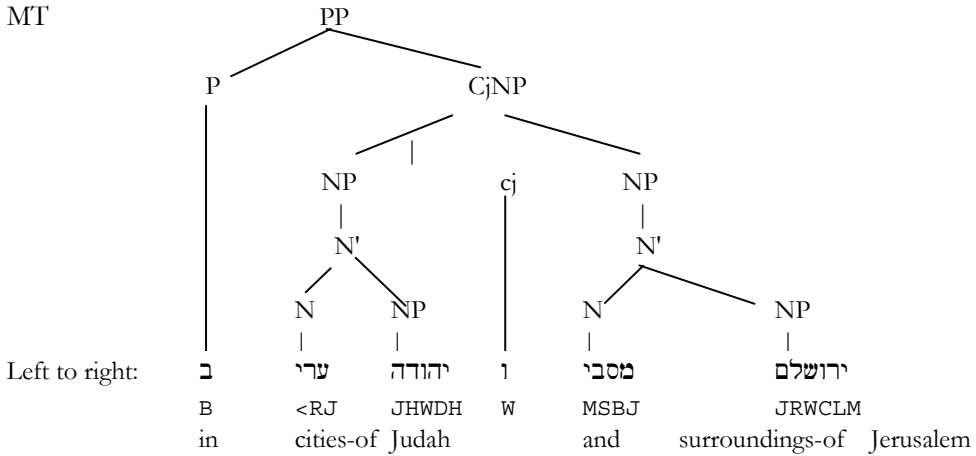 MT PP
P CjNP
NP cj NP
N' N'
N NP N NP
Left to right: ב ערי יהודה ו מסבי ירושלם
B <RJ JHWDH W MSBJ JRWCLM
in cities-of Judah and surroundings-of Jerusalem